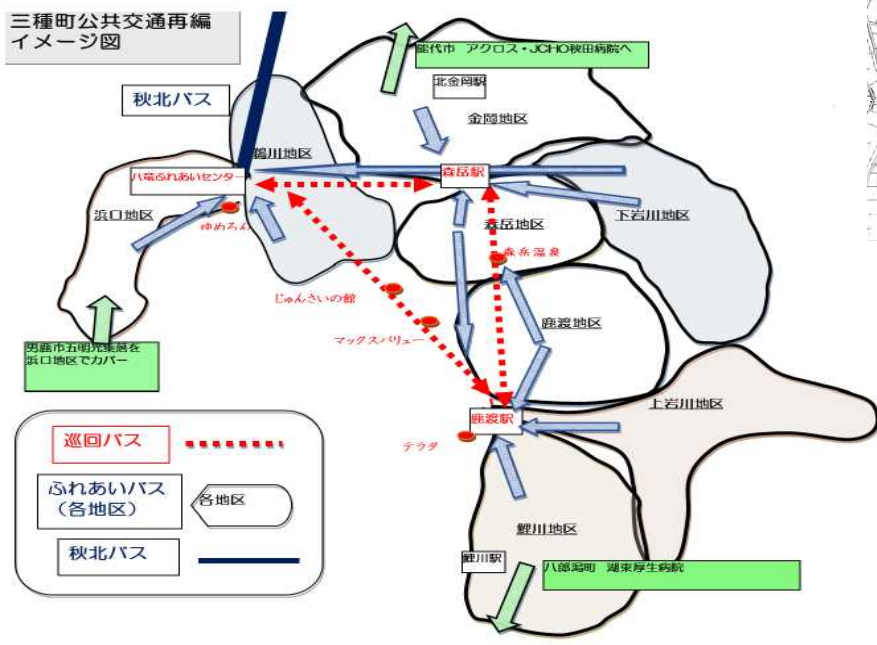 三種町公共交通再編
イメージ図
能代市 アクロス・JCHO秋田病院へ
北金岡駅
秋北バス
金岡地区
鵜川地区
森岳駅
八竜ふれあいセンター
浜口地区
ゆめろん
森岳地区
下岩川地区
森岳温泉
じゅんさいの館
鹿渡地区
マックスバリュー
男鹿市五明光集落を
浜口地区でカバー
上岩川地区
鹿渡駅
テラタ
巡回バス
ふれあいバス
（各地区）
各地区
秋北バス
鯉川地区
鯉川駅
八郎潟町 湖東厚生病院